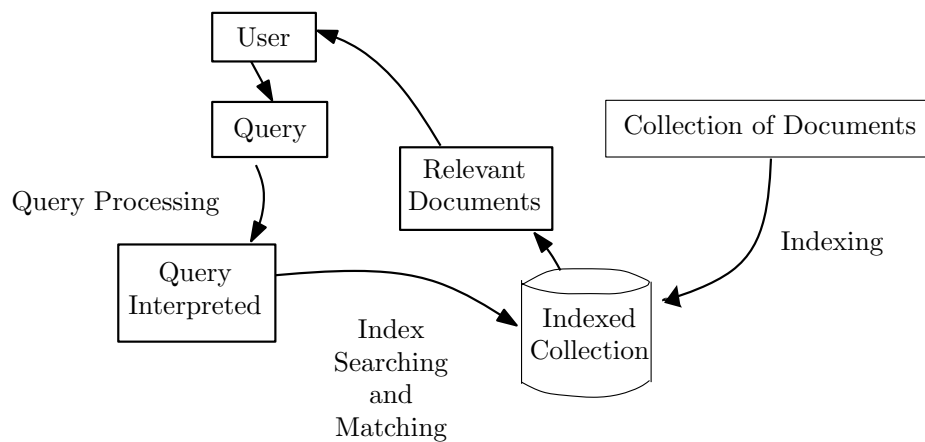 User
Query
Collection of Documents
Relevant
Documents
Query Processing
Indexing
Query
Interpreted
Indexed
Collection
Index
Searching
and
Matching